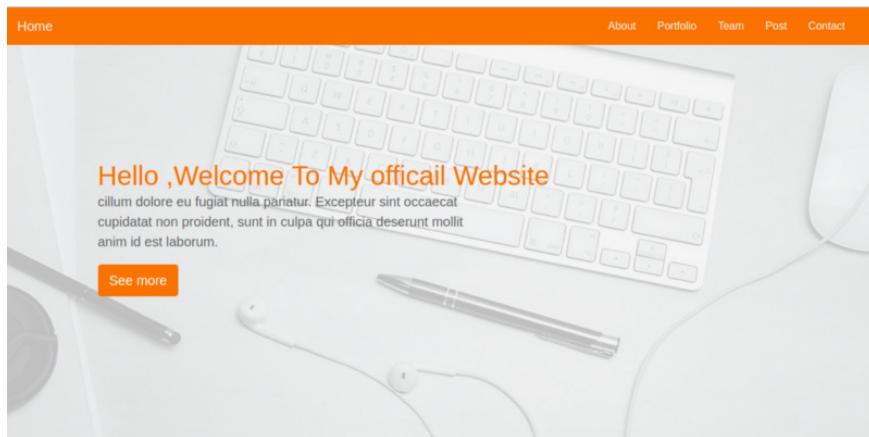 Home
About Portfolio Team Post Contact
Hello ,Welcome To My officail Website
cillum dolore eu fugiat nulla pariatur. Excepteur sint occaecat
cupidatat non proident, sunt in culpa qui officia deserunt mollit
anim id est laborum.
See more